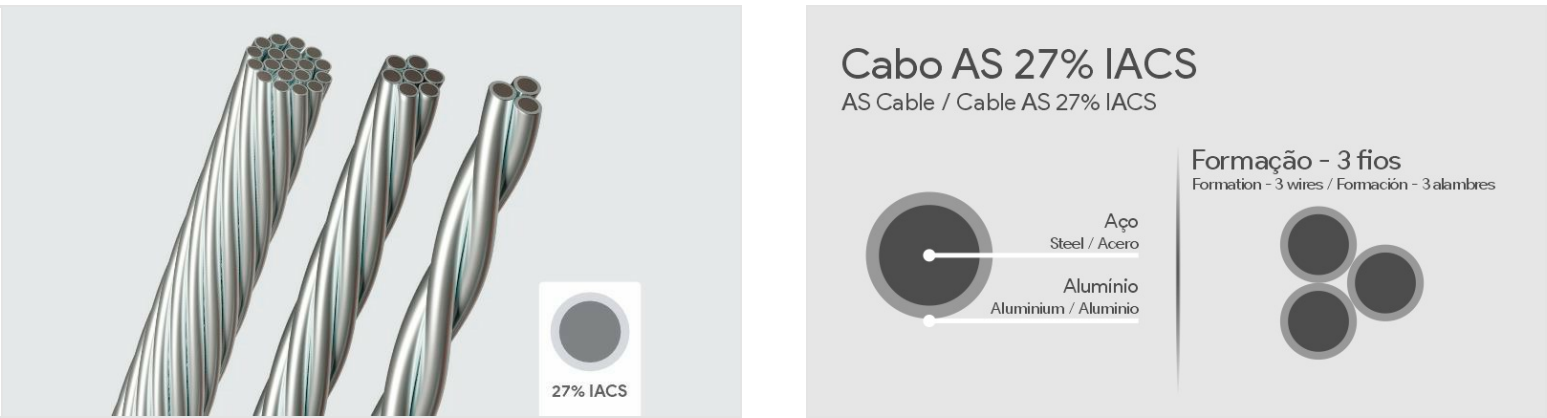 27% IACS
Cabo AS 27% IACS
AS Cable / Cable AS 27% IACS
Aço
Steel / Acero
Alumínio
Aluminium / Aluminio
Formação - 3 fios
Formation - 3 wires / Formación - 3 alambres